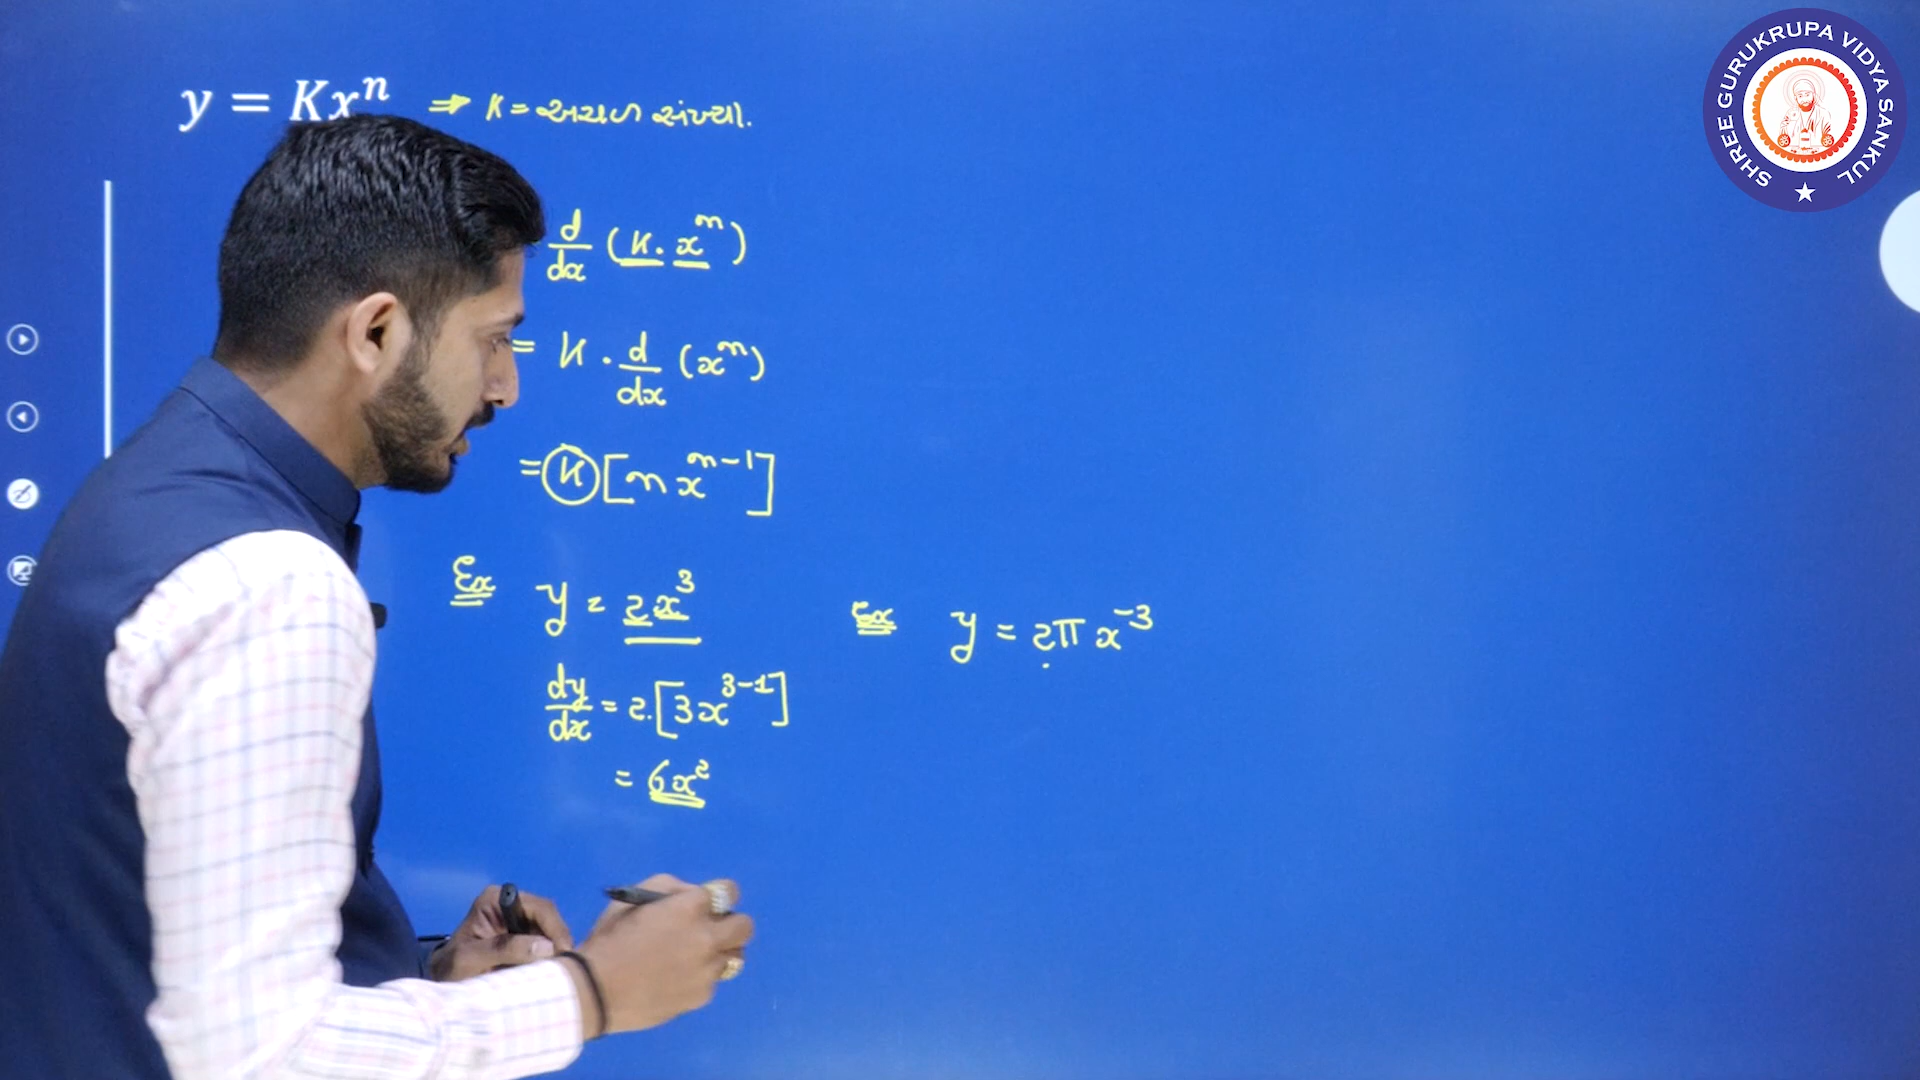 y = Kxⁿ ⇒ K = અચળ સંખ્યા.
d/dx (K. xⁿ)
= K . d/dx (xⁿ)
= K [n xⁿ⁻¹]
Ex y = 2x³
dy/dx = 2.[3x³⁻¹]
= 6x²
Ex y = 2π x⁻³
SHREE GURUKRUPA VIDYA SANKUL